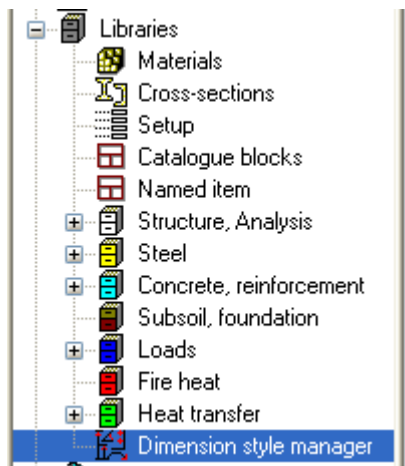 Libraries
Materials
Cross-sections
Setup
Catalogue blocks
Named item
Structure, Analysis
Steel
Concrete, reinforcement
Subsoil, foundation
Loads
Fire heat
Heat transfer
Dimension style manager